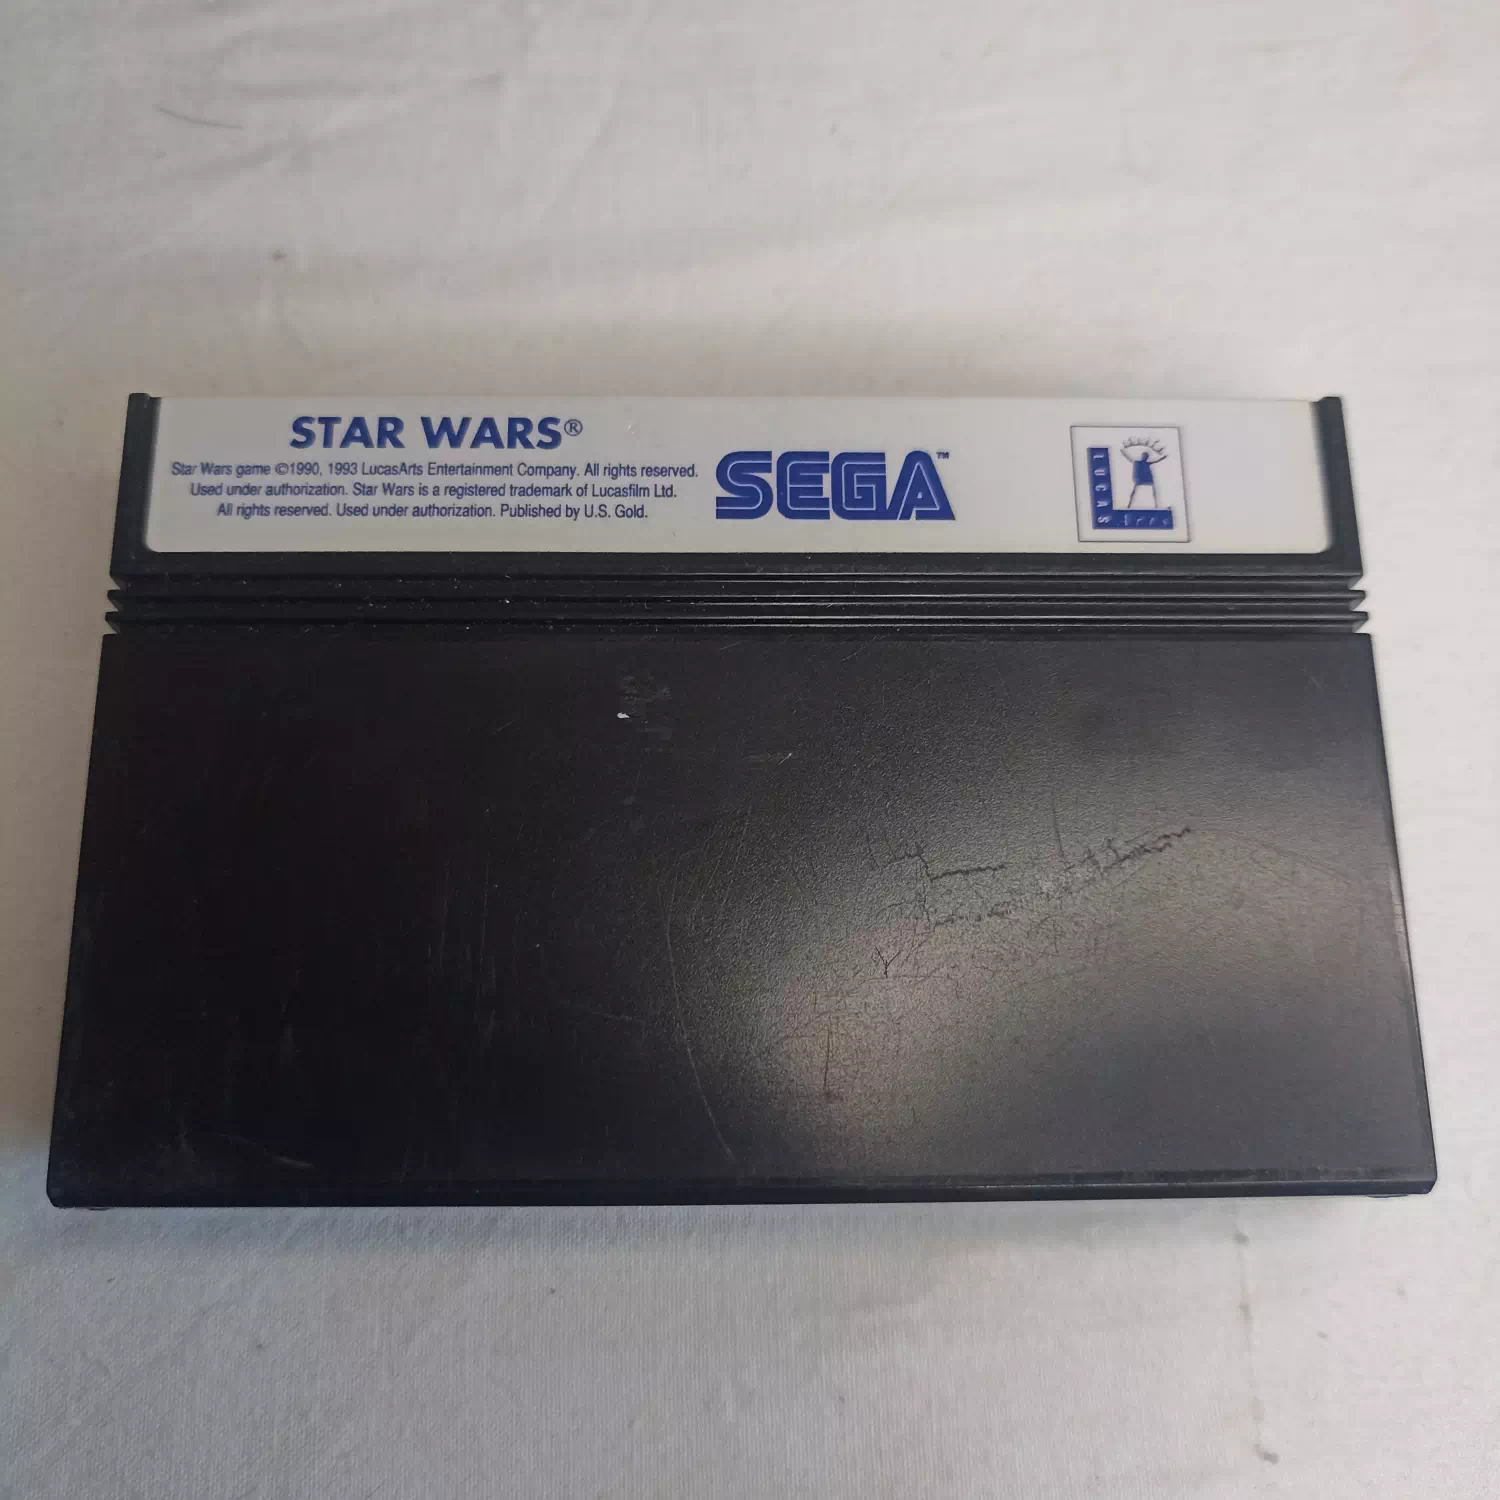 STAR WARS®
Star Wars game ©1990, 1993 LucasArts Entertainment Company. All rights reserved.
Used under authorization. Star Wars is a registered trademark of Lucasfilm Ltd.
All rights reserved. Used under authorization. Published by U.S. Gold.
SEGA™
LUCAS
Arts